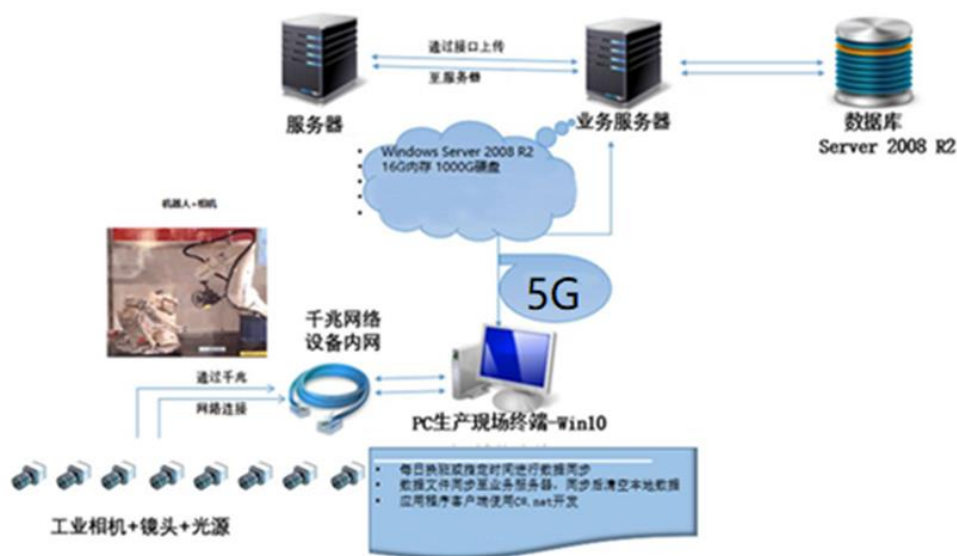 通过接口上传
至服务器
服务器
业务服务器
数据库
Server 2008 R2
Windows Server 2008 R2
16G内存 1000G硬盘
机器人+相机
5G
千兆网络
设备内网
通过千兆
网络连接
PC生产现场终端-Win10
每日换班或指定时间进行数据同步
数据文件同步至业务服务器，同步后清空本地数据
应用程序客户端使用C#.net开发
工业相机+镜头+光源